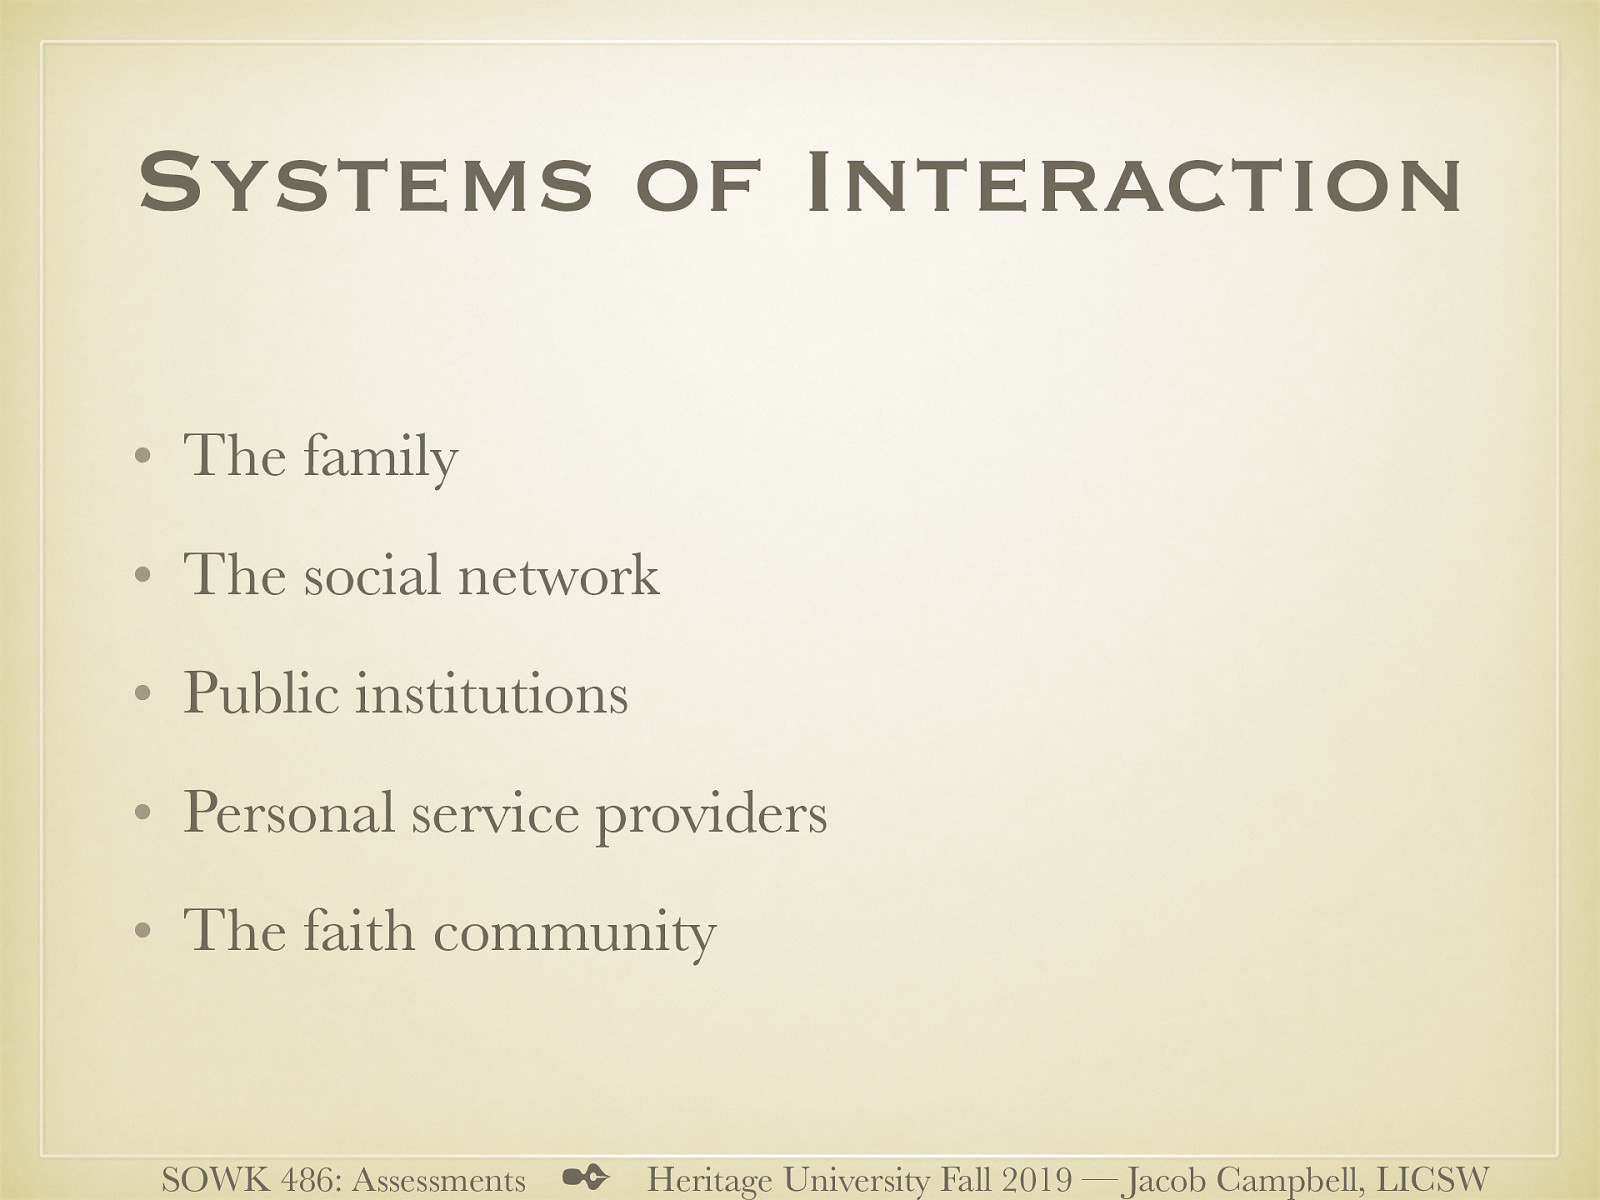 Systems of Interaction
• The family
• The social network
• Public institutions
• Personal service providers
• The faith community
SOWK 486: Assessments ✒ Heritage University Fall 2019 — Jacob Campbell, LICSW